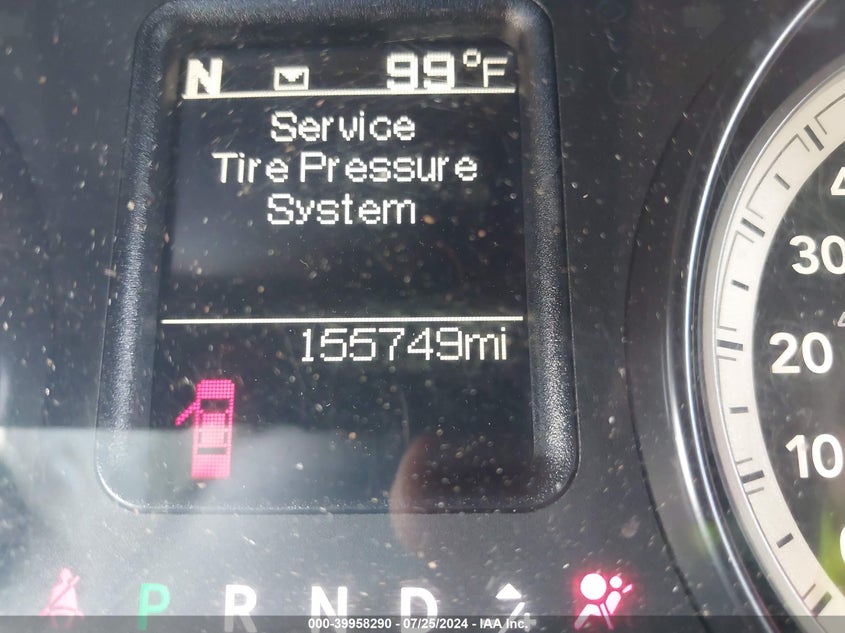 N 99°F
Service
Tire Pressure
System
155749mi
30
20
10
P R N D
000-39958290 - 07/25/2024 - IAA Inc.